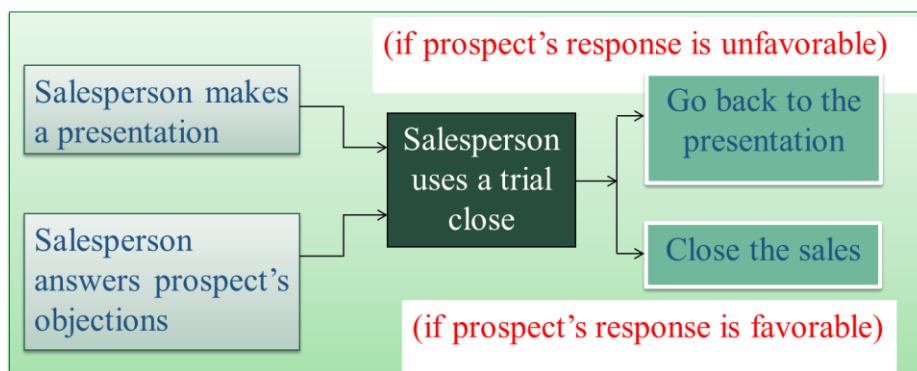 (if prospect's response is unfavorable)
Salesperson makes
a presentation
Salesperson
answers prospect's
objections
Salesperson
uses a trial
close
Go back to the
presentation
Close the sales
(if prospect's response is favorable)